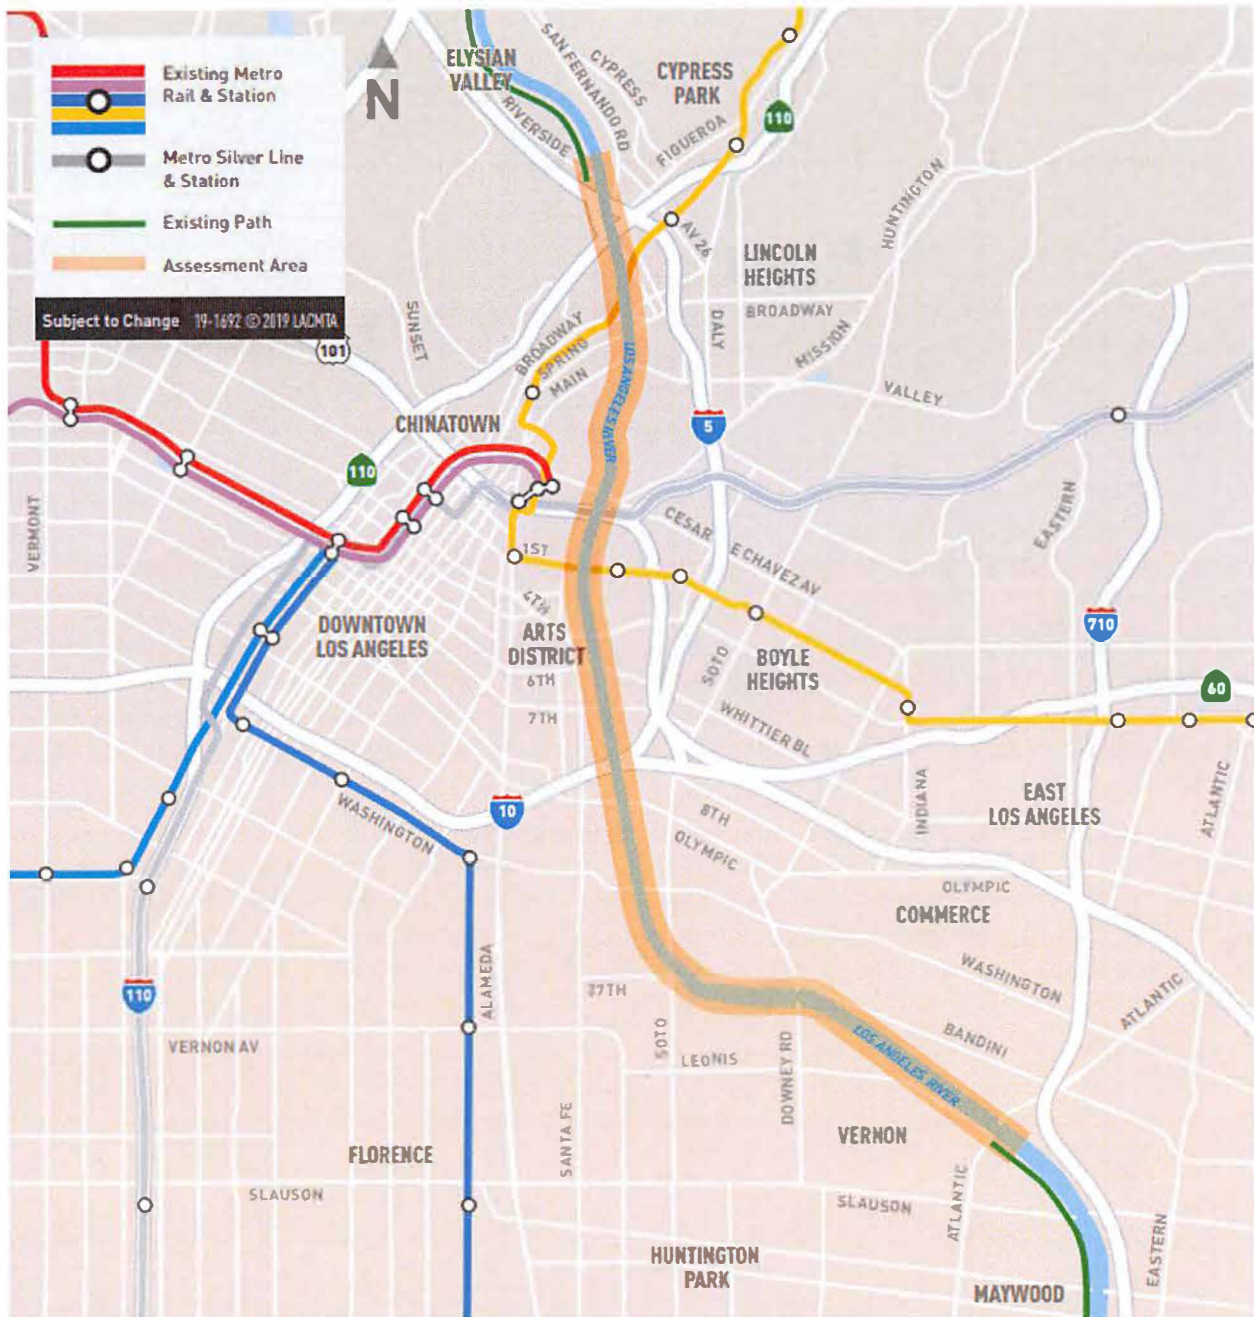 Existing Metro
Rail & Station
Metro Silver Line
& Station
Existing Path
Assessment Area
Subject to Change 19-1692 © 2019 LACMTA
N
ELYSIAN
VALLEY
SAN FERNANDO RD
CYPRESS
CYPRESS
PARK
RIVERSIDE
FIGUEROA
110
AV 26
HUNTINGTON
LINCOLN
HEIGHTS
BROADWAY
DALY
MISSION
VALLEY
SUNSET
101
BROADWAY
SPRING
MAIN
LOS ANGELES RIVER
5
CHINATOWN
110
VERMONT
1ST
CESAR E CHAVEZ AV
EASTERN
4TH
DOWNTOWN
LOS ANGELES
ARTS
DISTRICT
6TH
7TH
SOTO
BOYLE
HEIGHTS
710
60
WHITTIER BL
WASHINGTON
10
8TH
OLYMPIC
INDIANA
EAST
LOS ANGELES
ATLANTIC
OLYMPIC
COMMERCE
WASHINGTON
ATLANTIC
110
ALAMEDA
37TH
VERNON AV
SOTO
LEONIS
DOWNEY RD
LOS ANGELES RIVER
BANDINI
VERNON
FLORENCE
SANTA FE
SLAUSON
SLAUSON
ATLANTIC
EASTERN
HUNTINGTON
PARK
MAYWOOD